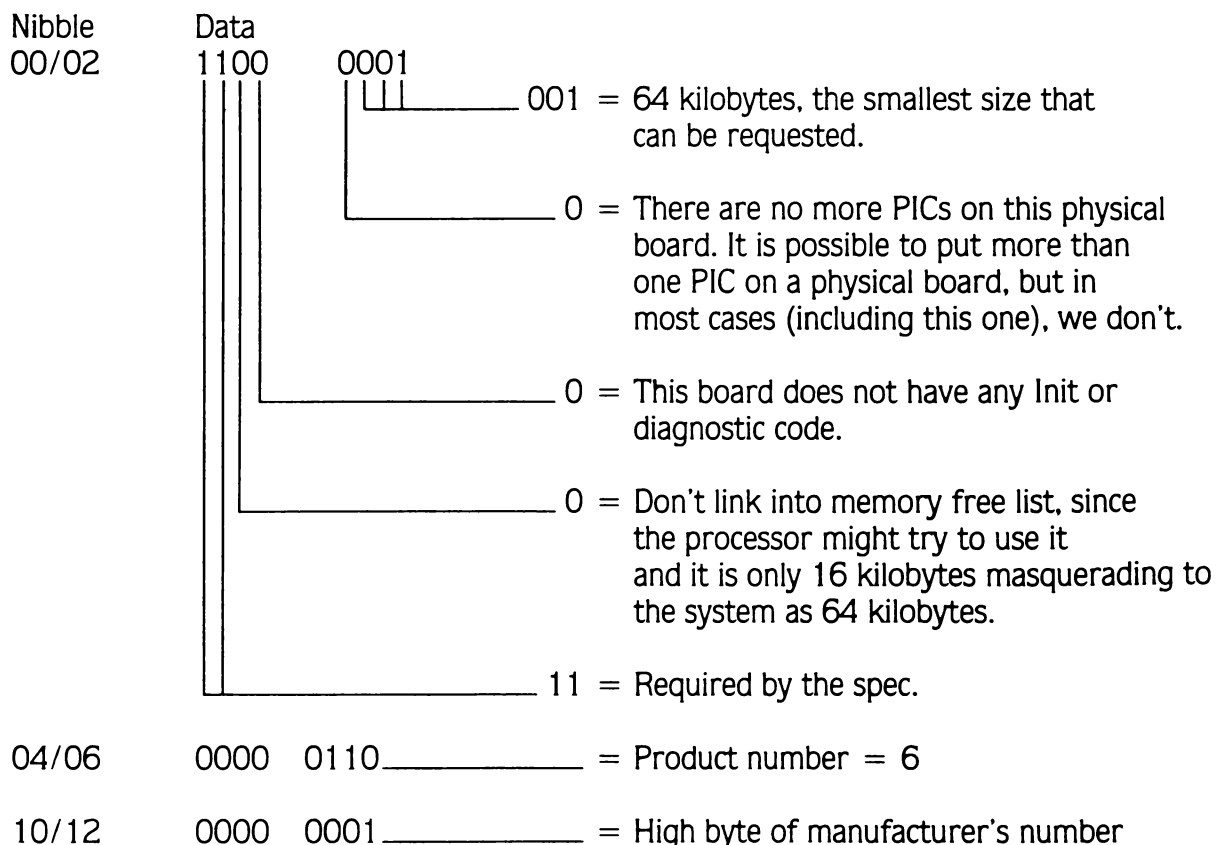 Nibble Data
00/02 1100 0001
001 = 64 kilobytes, the smallest size that
can be requested.
0 = There are no more PICs on this physical
board. It is possible to put more than
one PIC on a physical board, but in
most cases (including this one), we don't.
0 = This board does not have any Init or
diagnostic code.
0 = Don't link into memory free list, since
the processor might try to use it
and it is only 16 kilobytes masquerading to
the system as 64 kilobytes.
11 = Required by the spec.
04/06 0000 0110 = Product number = 6
10/12 0000 0001 = High byte of manufacturer's number